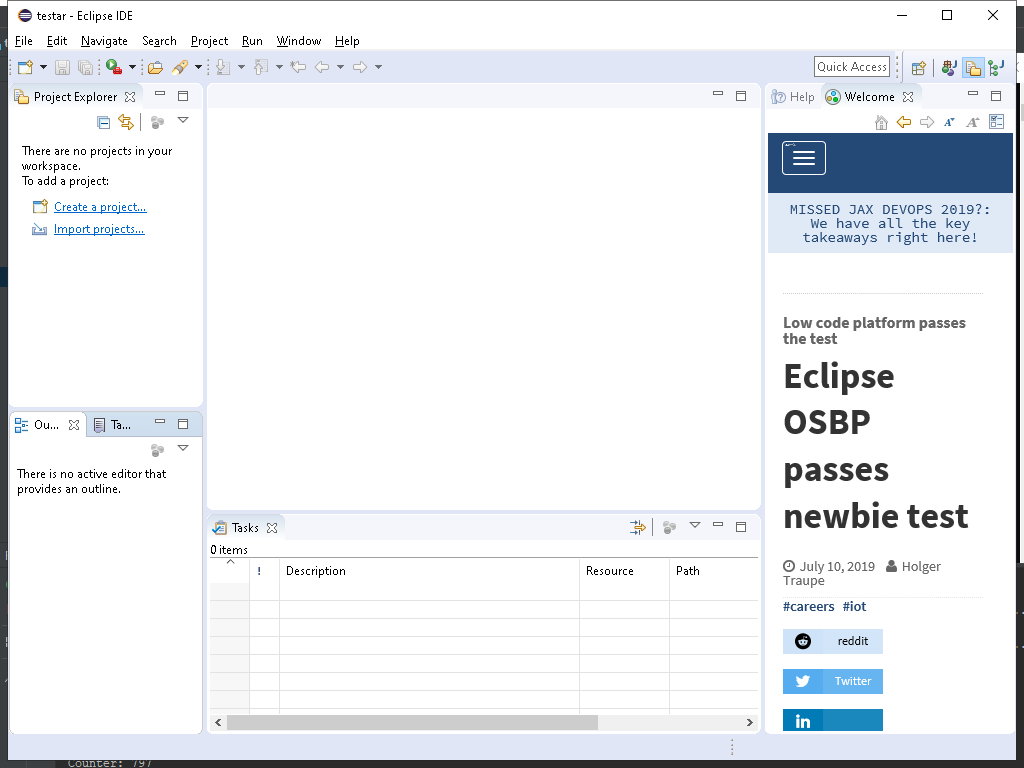 testar - Eclipse IDE
File Edit Navigate Search Project Run Window Help
Quick Access
Project Explorer
There are no projects in your
workspace.
To add a project:
Create a project...
Import projects...
Ou...
Ta...
There is no active editor that
provides an outline.
Tasks
0 items
! Description Resource Path
Help
Welcome
MISSED JAX DEVOPS 2019?:
We have all the key
takeaways right here!
Low code platform passes
the test
Eclipse
OSBP
passes
newbie test
July 10, 2019 Holger
Traupe
#careers #iot
reddit
Twitter
in
Counter: 797